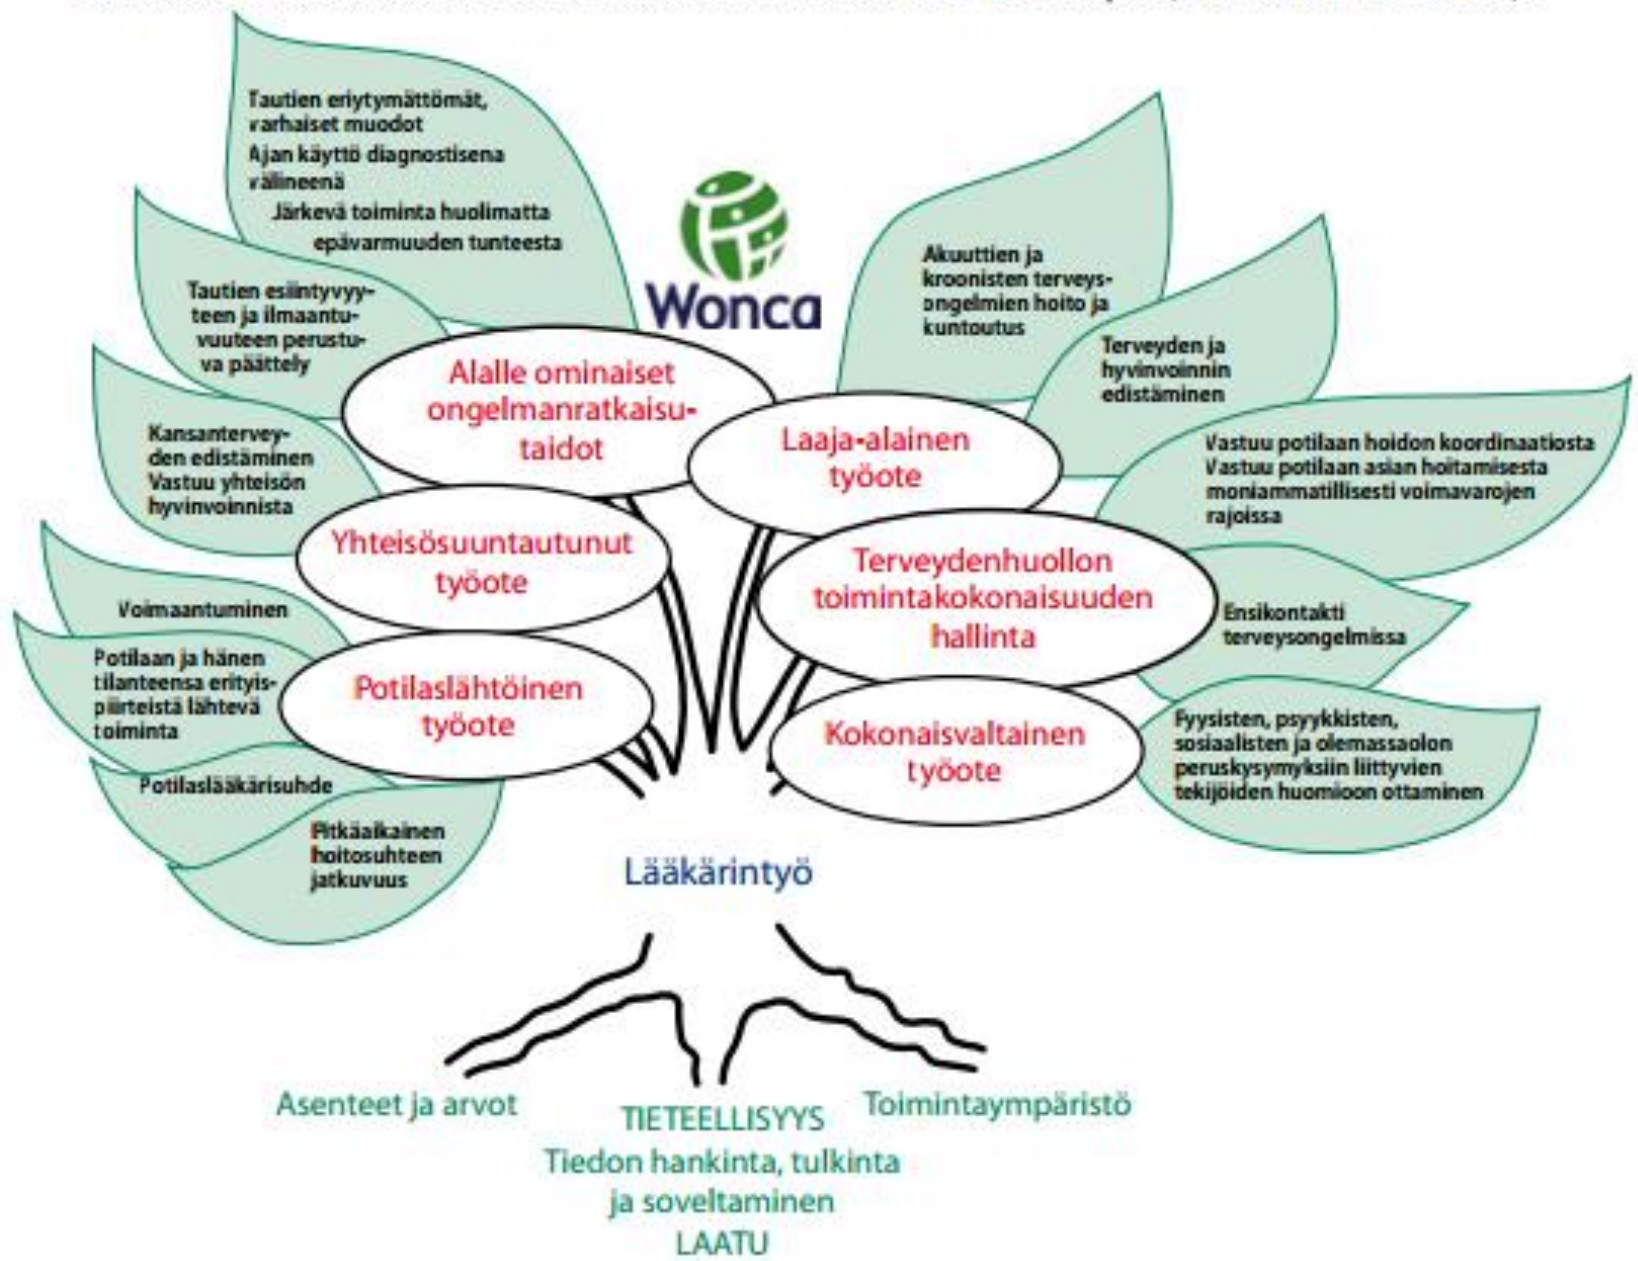 Tautien eriytymättömät,
varhaiset muodot
Ajan käyttö diagnostisena
välineenä
Järkevä toiminta huolimatta
epävarmuuden tunteesta
Tautien esiintyvyy-
teen ja ilmaantu-
vuuteen perustu-
va päättely
Kansantervey-
den edistäminen
Vastuu yhteisön
hyvinvoinnista
Voimaantuminen
Potilaan ja hänen
tilanteensa erityis-
piirteistä lähtevä
toiminta
Potilaslääkärisuhde
Pitkäaikainen
hoitosuhteen
jatkuvuus
Wonca
Alalle ominaiset
ongelmanratkaisu-
taidot
Yhteisösuuntautunut
työote
Potilaslähtöinen
työote
Laaja-alainen
työote
Terveydenhuollon
toimintakokonaisuuden
hallinta
Kokonaisvaltainen
työote
Akuuttien ja
kroonisten terveys-
ongelmien hoito ja
kuntoutus
Terveyden ja
hyvinvoinnin
edistäminen
Vastuu potilaan hoidon koordinaatiosta
Vastuu potilaan asian hoitamisesta
moniammatillisesti voimavarojen
rajoissa
Ensikontakti
terveysongelmissa
Fyysisten, psyykkisten,
sosiaalisten ja olemassaolon
peruskysymyksiin liittyvien
tekijöiden huomioon ottaminen
Lääkärintyö
Asenteet ja arvot
TIETEELLISYYS
Tiedon hankinta, tulkinta
ja soveltaminen
LAATU
Toimintaympäristö